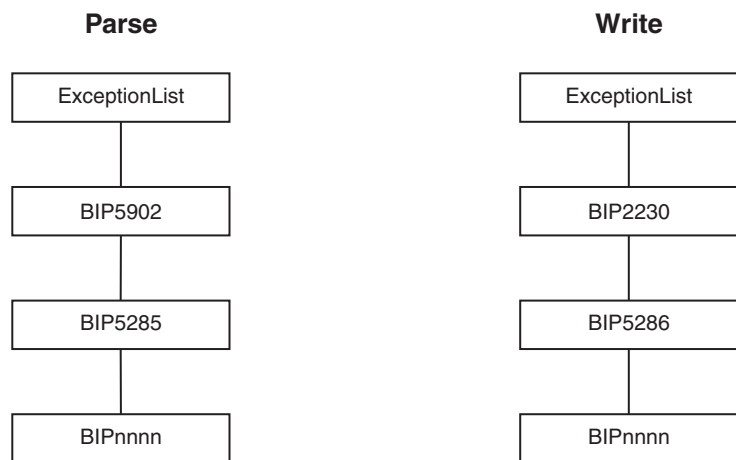 Parse
ExceptionList
BIP5902
BIP5285
BIPnnnn
Write
ExceptionList
BIP2230
BIP5286
BIPnnnn